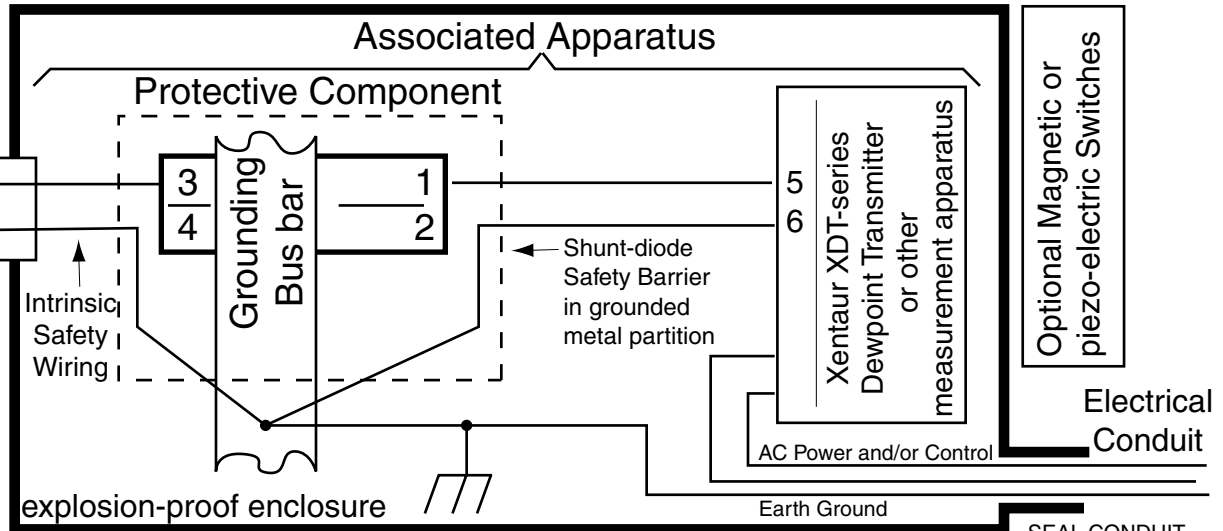 Associated Apparatus
Protective Component
3
4
Grounding
Bus bar
1
2
5
6
Xentaur XDT-series
Dewpoint Transmitter
or other
measurement apparatus
Optional Magnetic or
piezo-electric Switches
Intrinsic
Safety
Wiring
Shunt-diode
Safety Barrier
in grounded
metal partition
Electrical
Conduit
AC Power and/or Control
Earth Ground
explosion-proof enclosure
SEAL CONDUIT